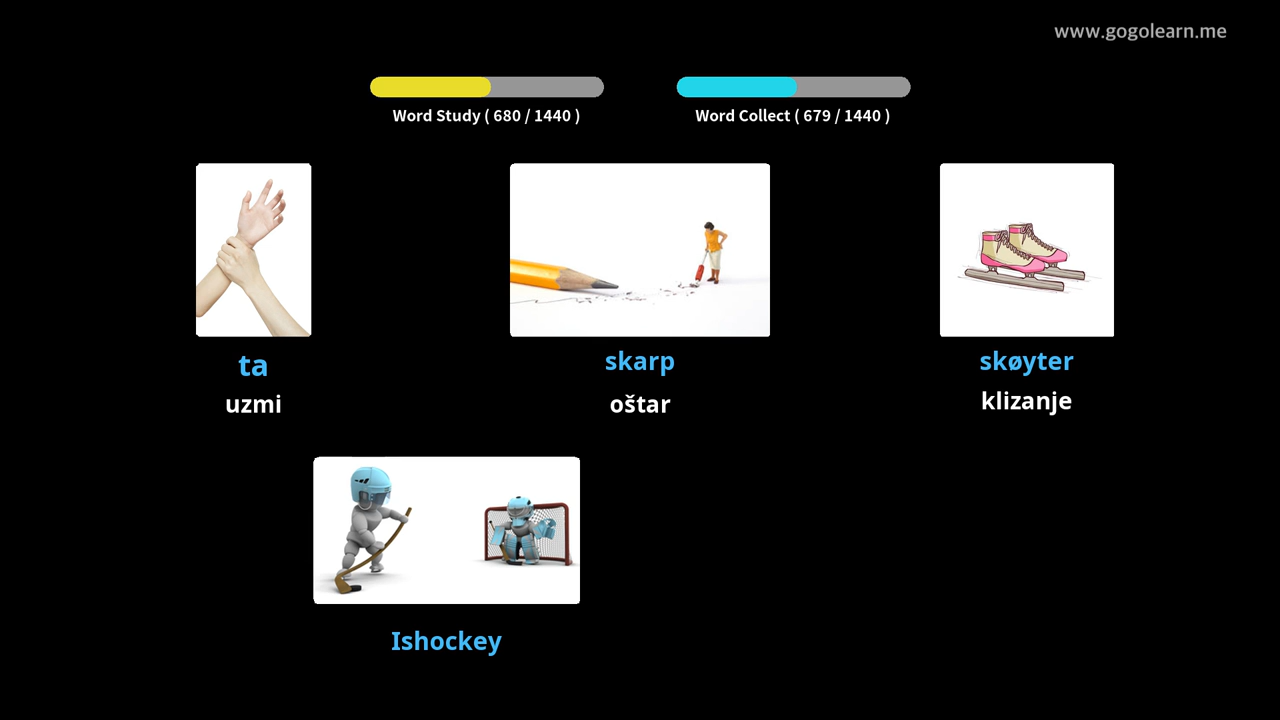 www.gogolearn.me
Word Study ( 680 / 1440 )
Word Collect ( 679 / 1440 )
ta
skarp
skøyter
uzmi
oštar
klizanje
Ishockey